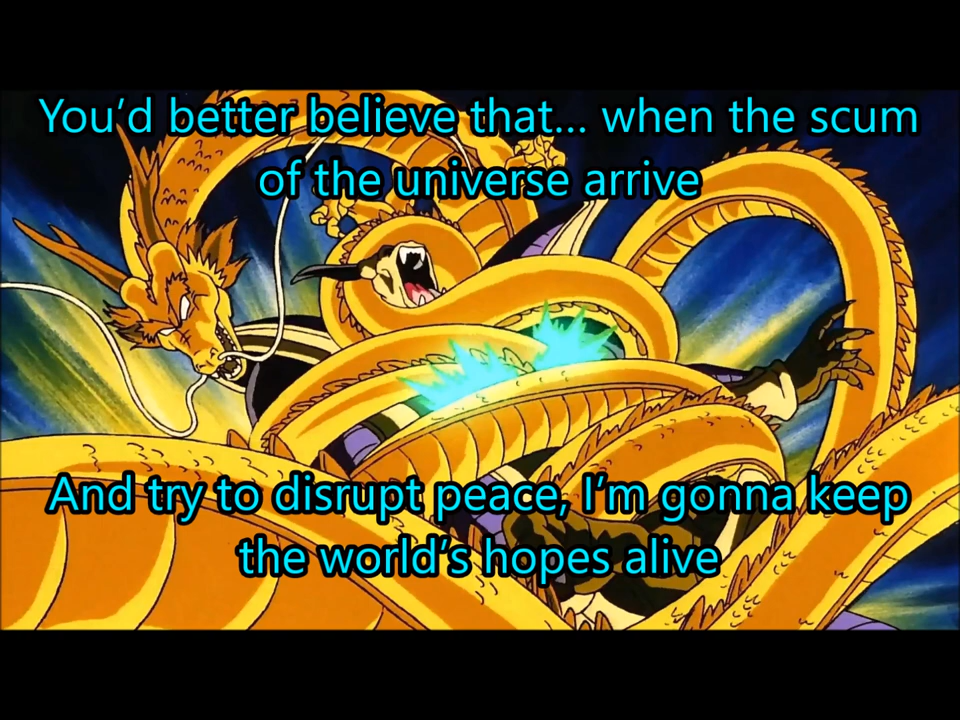 You’d better believe that... when the scum
of the universe arrive
And try to disrupt peace, I’m gonna keep
the world’s hopes alive